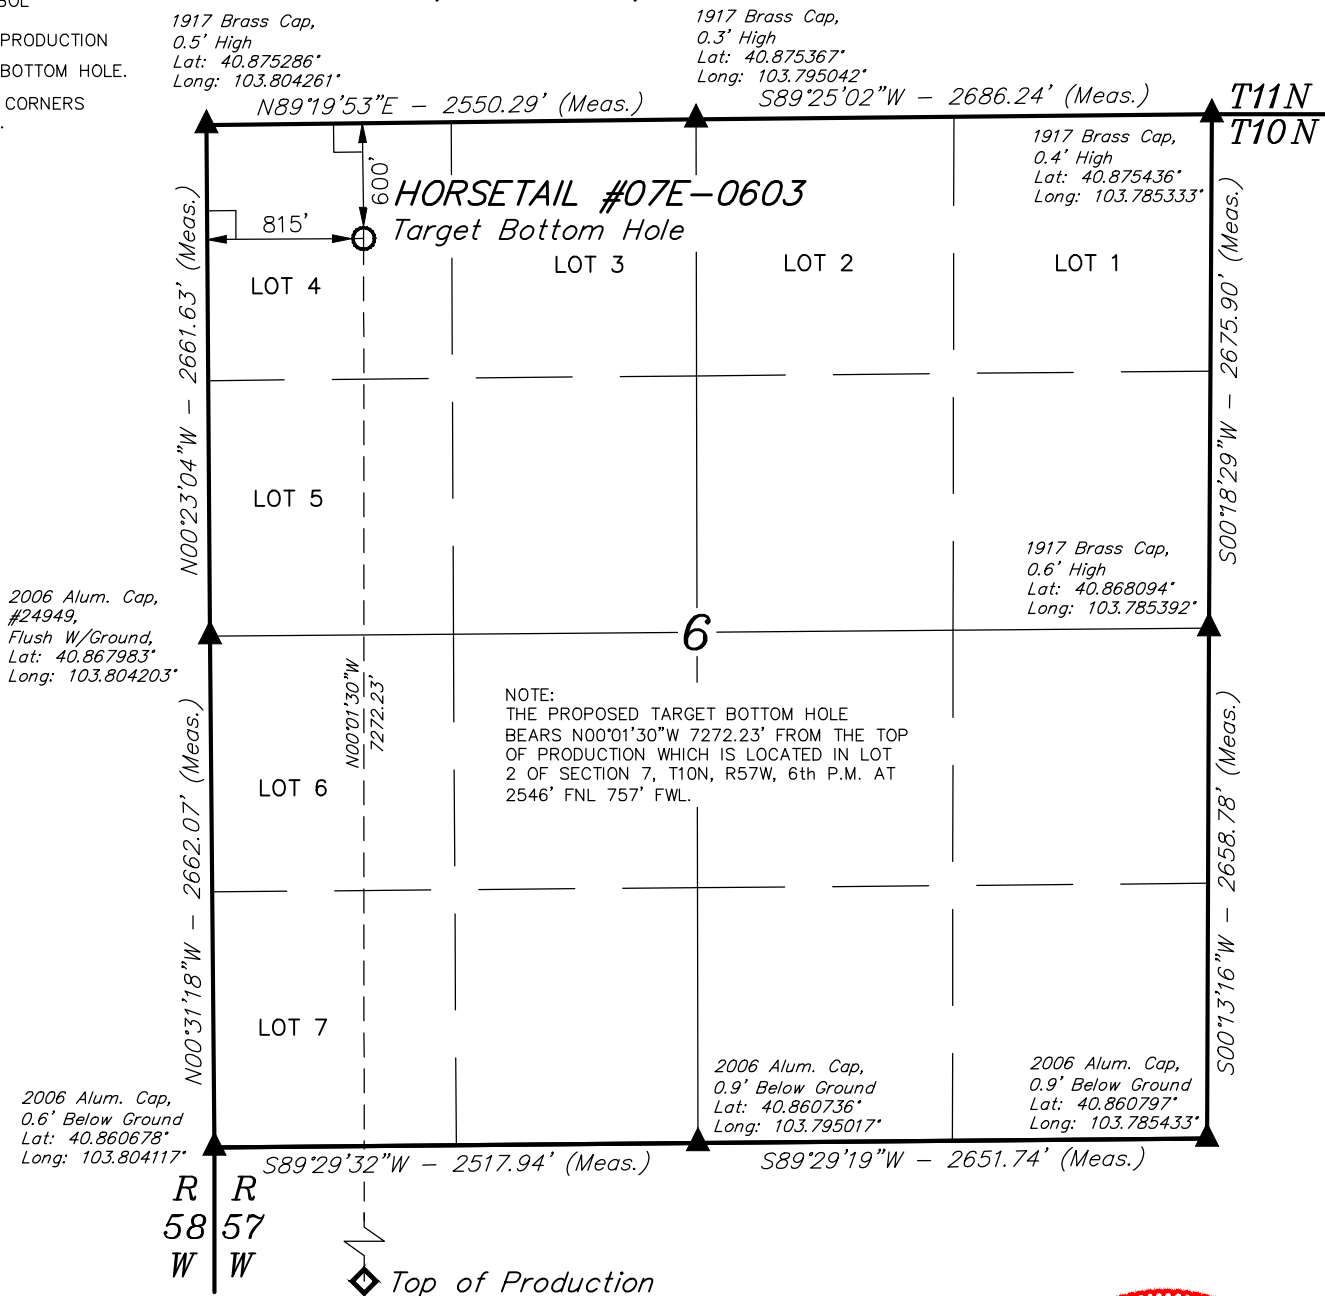 PRODUCTION
BOTTOM HOLE.
CORNERS
.
1917 Brass Cap,
0.5' High
Lat: 40.875286°
Long: 103.804261°
1917 Brass Cap,
0.3' High
Lat: 40.875367°
Long: 103.795042°
N89°19'53"E - 2550.29' (Meas.)
S89°25'02"W - 2686.24' (Meas.)
T11N
T10N
1917 Brass Cap,
0.4' High
Lat: 40.875436°
Long: 103.785333°
600'
HORSETAIL #07E-0603
Target Bottom Hole
815'
LOT 4
LOT 3
LOT 2
LOT 1
N00°23'04"W - 2661.63' (Meas.)
S00°18'29"W - 2675.90' (Meas.)
LOT 5
1917 Brass Cap,
0.6' High
Lat: 40.868094°
Long: 103.785392°
2006 Alum. Cap,
#24949,
Flush W/Ground,
Lat: 40.867983°
Long: 103.804203°
6
N00°01'30"W
7272.23'
NOTE:
THE PROPOSED TARGET BOTTOM HOLE
BEARS N00°01'30"W 7272.23' FROM THE TOP
OF PRODUCTION WHICH IS LOCATED IN LOT
2 OF SECTION 7, T10N, R57W, 6th P.M. AT
2546' FNL 757' FWL.
LOT 6
N00°31'18"W - 2662.07' (Meas.)
S00°13'16"W - 2658.78' (Meas.)
LOT 7
2006 Alum. Cap,
0.6' Below Ground
Lat: 40.860678°
Long: 103.804117°
2006 Alum. Cap,
0.9' Below Ground
Lat: 40.860736°
Long: 103.795017°
2006 Alum. Cap,
0.9' Below Ground
Lat: 40.860797°
Long: 103.785433°
S89°29'32"W - 2517.94' (Meas.)
S89°29'19"W - 2651.74' (Meas.)
R R
58 57
W W
Top of Production